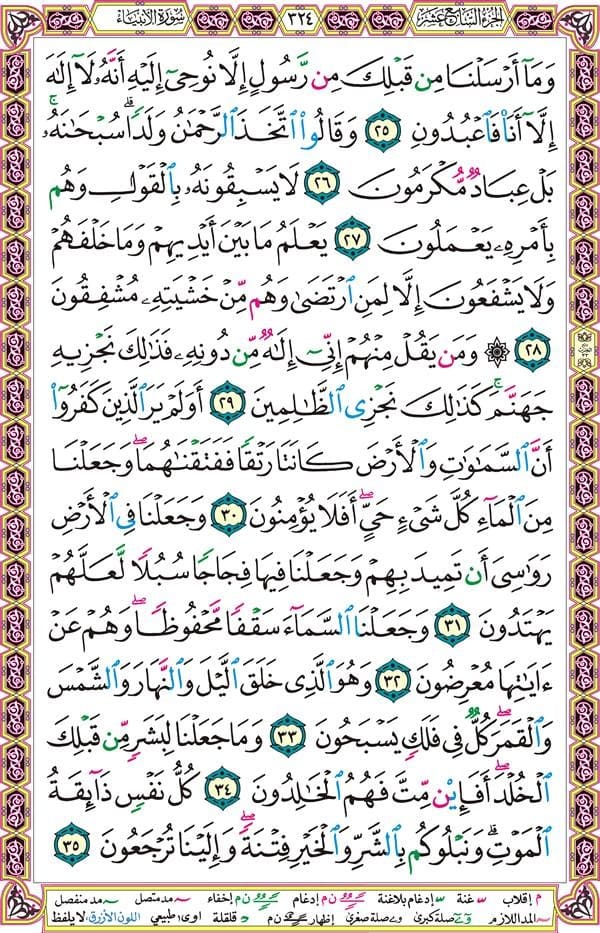 الجزء السابع عشر
٣٢٤
سورة الأنبياء
وَمَآ أَرْسَلْنَا مِن قَبْلِكَ مِن رَّسُولٍ إِلَّا نُوحِىٓ إِلَيْهِ أَنَّهُۥ لَآ إِلَٰهَ
إِلَّآ أَنَا۠ فَٱعْبُدُونِ ٢٥ وَقَالُوا۟ ٱتَّخَذَ ٱلرَّحْمَٰنُ وَلَدًا ۗ سُبْحَٰنَهُۥ ۚ
بَلْ عِبَادٌ مُّكْرَمُونَ ٢٦ لَا يَسْبِقُونَهُۥ بِٱلْقَوْلِ وَهُم
بِأَمْرِهِۦ يَعْمَلُونَ ٢٧ يَعْلَمُ مَا بَيْنَ أَيْدِيهِمْ وَمَا خَلْفَهُمْ
وَلَا يَشْفَعُونَ إِلَّا لِمَنِ ٱرْتَضَىٰ وَهُم مِّنْ خَشْيَتِهِۦ مُشْفِقُونَ
٢٨ ۞ وَمَن يَقُلْ مِنْهُمْ إِنِّىٓ إِلَٰهٌ مِّن دُونِهِۦ فَذَٰلِكَ نَجْزِيهِ
جَهَنَّمَ ۚ كَذَٰلِكَ نَجْزِى ٱلظَّٰلِمِينَ ٢٩ أَوَلَمْ يَرَ ٱلَّذِينَ كَفَرُوٓا۟
أَنَّ ٱلسَّمَٰوَٰتِ وَٱلْأَرْضَ كَانَتَا رَتْقًا فَفَتَقْنَٰهُمَا ۖ وَجَعَلْنَا
مِنَ ٱلْمَآءِ كُلَّ شَىْءٍ حَىٍّ ۖ أَفَلَا يُؤْمِنُونَ ٣٠ وَجَعَلْنَا فِى ٱلْأَرْضِ
رَوَٰسِىَ أَن تَمِيدَ بِهِمْ وَجَعَلْنَا فِيهَا فِجَاجًا سُبُلًا لَّعَلَّهُمْ
يَهْتَدُونَ ٣١ وَجَعَلْنَا ٱلسَّمَآءَ سَقْفًا مَّحْفُوظًا ۖ وَهُمْ عَنْ
ءَايَٰتِهَا مُعْرِضُونَ ٣٢ وَهُوَ ٱلَّذِى خَلَقَ ٱلَّيْلَ وَٱلنَّهَارَ وَٱلشَّمْسَ
وَٱلْقَمَرَ ۖ كُلٌّ فِى فَلَكٍ يَسْبَحُونَ ٣٣ وَمَا جَعَلْنَا لِبَشَرٍ مِّن قَبْلِكَ
ٱلْخُلْدَ ۖ أَفَإِي۟ن مِّتَّ فَهُمُ ٱلْخَٰلِدُونَ ٣٤ كُلُّ نَفْسٍ ذَآئِقَةُ
ٱلْمَوْتِ ۗ وَنَبْلُوكُم بِٱلشَّرِّ وَٱلْخَيْرِ فِتْنَةً ۖ وَإِلَيْنَا تُرْجَعُونَ ٣٥
م إقلاب غنة إدغام بلاغنة ن م إدغام ن م إخفاء مد متصل مد منفصل
المد اللازم صلة كبرى صلة صغرى إظهار ن م قلقلة اوى: طبيعي اللون الأزرق: لا يلفظ